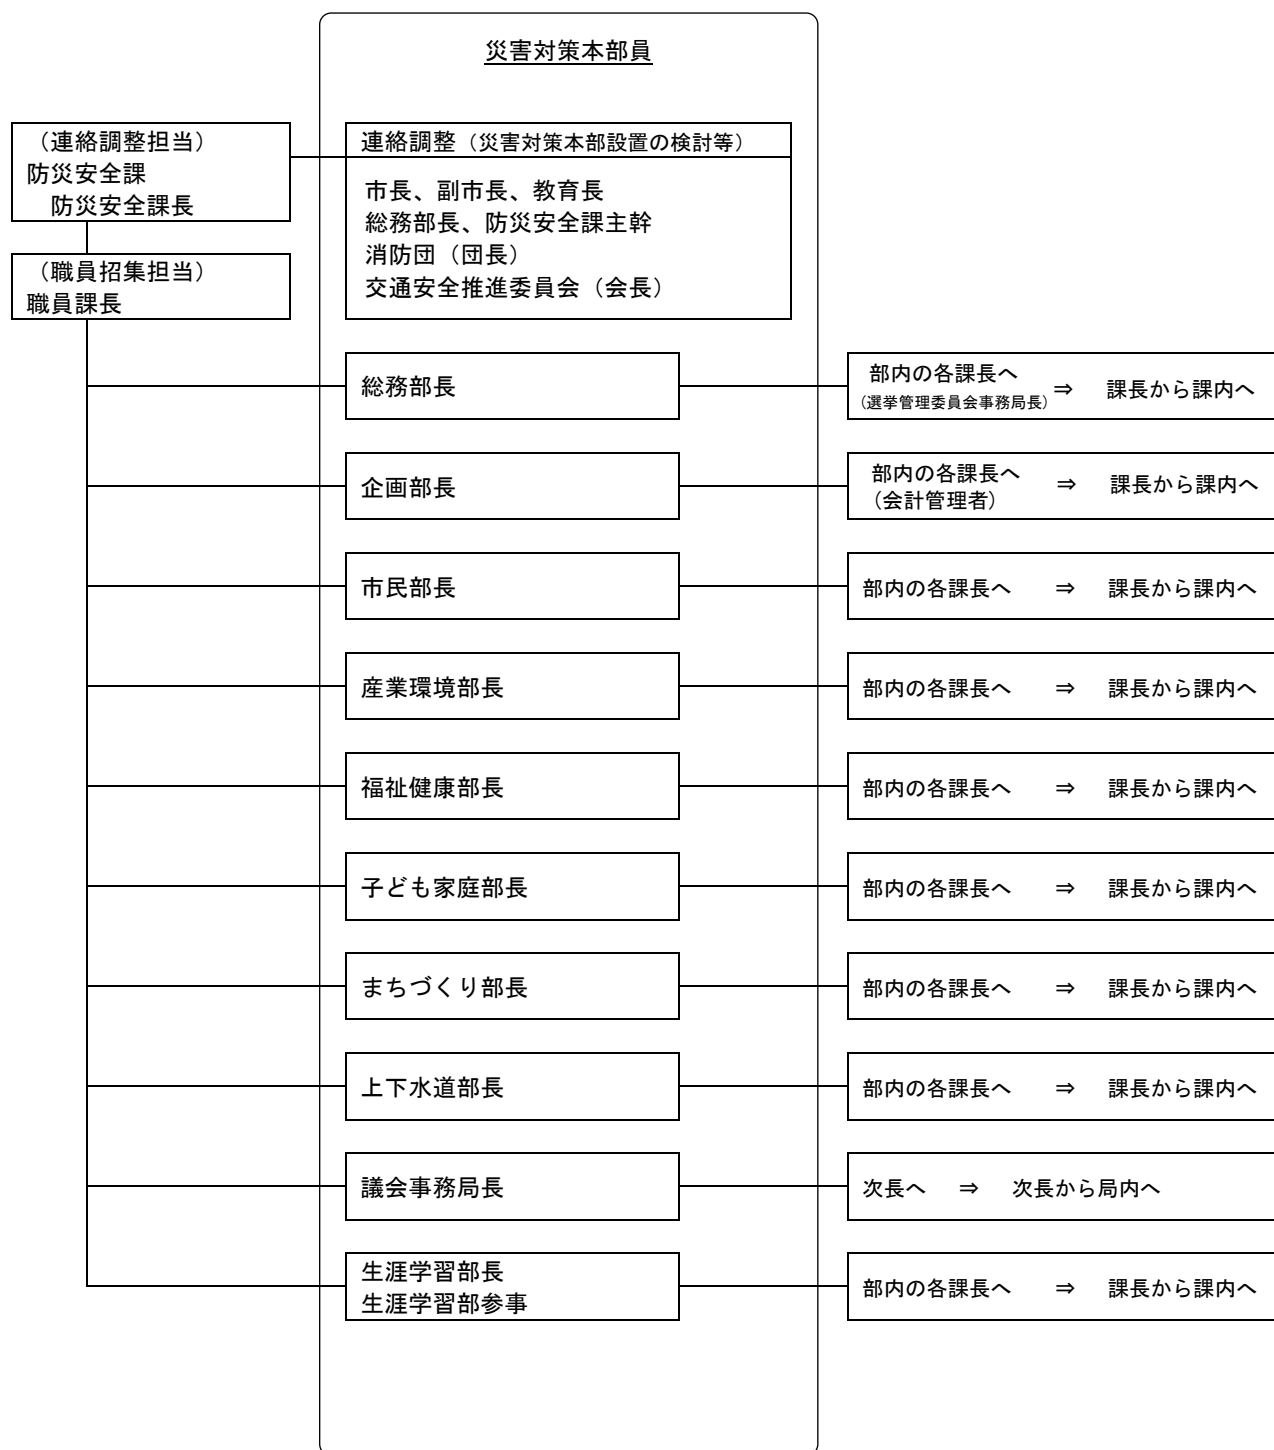 災害対策本部員
（連絡調整担当）
防災安全課
防災安全課長
連絡調整（災害対策本部設置の検討等）
市長、副市長、教育長
総務部長、防災安全課主幹
消防団（団長）
交通安全推進委員会（会長）
（職員招集担当）
職員課長
総務部長
部内の各課長へ ⇒ 課長から課内へ
（選挙管理委員会事務局長）
企画部長
部内の各課長へ ⇒ 課長から課内へ
（会計管理者）
市民部長
部内の各課長へ ⇒ 課長から課内へ
産業環境部長
部内の各課長へ ⇒ 課長から課内へ
福祉健康部長
部内の各課長へ ⇒ 課長から課内へ
子ども家庭部長
部内の各課長へ ⇒ 課長から課内へ
まちづくり部長
部内の各課長へ ⇒ 課長から課内へ
上下水道部長
部内の各課長へ ⇒ 課長から課内へ
議会事務局長
次長へ ⇒ 次長から局内へ
生涯学習部長
生涯学習部参事
部内の各課長へ ⇒ 課長から課内へ